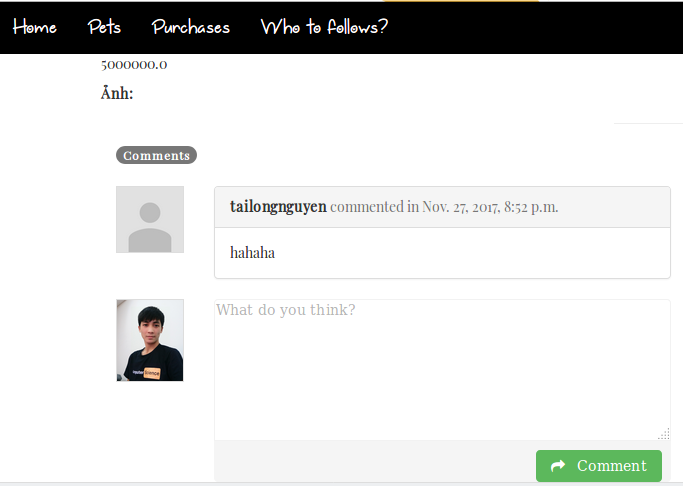 Home Pets Purchases Who to follows?
5000000.0
Ảnh:
Comments
tailongnguyen commented in Nov. 27, 2017, 8:52 p.m.
hahaha
What do you think?
Comment